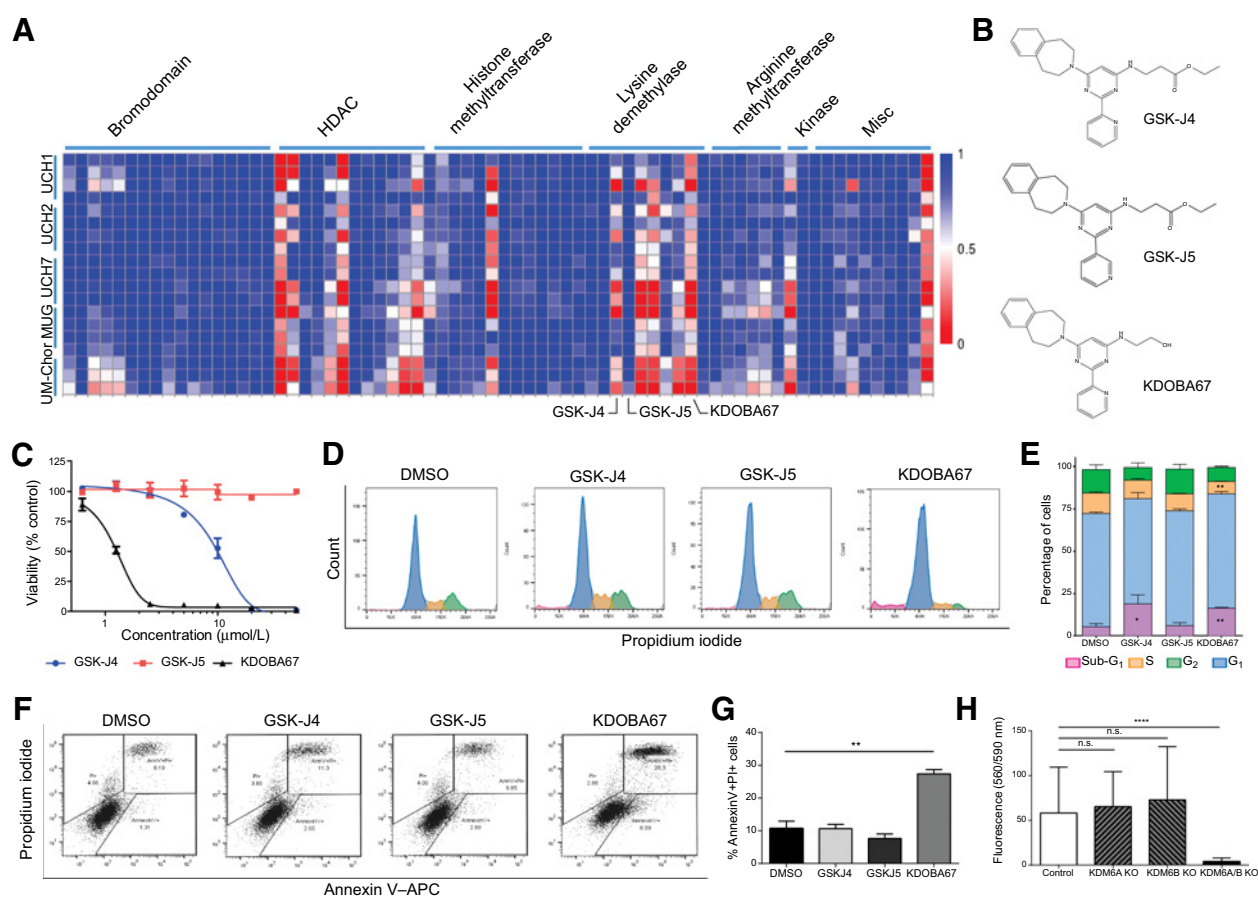 A
Bromodomain
HDAC
Histone
methyltransferase
Lysine
demethylase
Arginine
methyltransferase
Kinase
Misc
UCH1
UCH2
UCH7
MUG
UM-Chor
1
0.5
0
GSK-J4
GSK-J5
KDOBA67
B
N
NH
O
O
N
N
N
GSK-J4
N
NH
O
O
N
N
N
GSK-J5
N
NH
OH
N
N
N
KDOBA67
C
Viability (% control)
125
100
75
50
25
0
1
10
Concentration (µmol/L)
GSK-J4
GSK-J5
KDOBA67
D
DMSO
GSK-J4
GSK-J5
KDOBA67
Count
Propidium iodide
E
Percentage of cells
100
75
50
25
0
**
*
**
DMSO
GSK-J4
GSK-J5
KDOBA67
Sub-G1
S
G2
G1
F
DMSO
GSK-J4
GSK-J5
KDOBA67
Propidium iodide
Annexin V–APC
G
% AnnexinV+PI+ cells
40
30
20
10
0
**
DMSO
GSKJ4
GSKJ5
KDOBA67
H
Fluorescence (560/590 nm)
150
100
50
0
****
n.s.
n.s.
Control
KDM6A KO
KDM6B KO
KDM6A/B KO